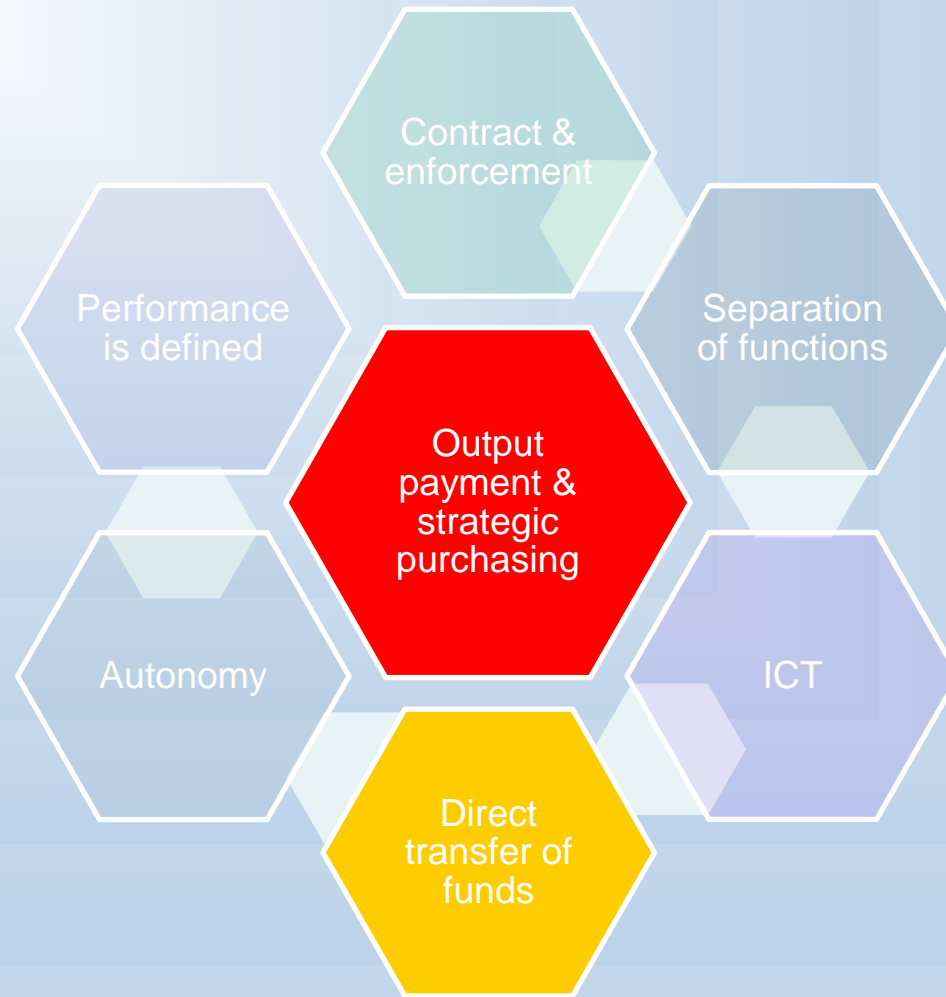 Contract &
enforcement
Performance
is defined
Separation
of functions
Output
payment &
strategic
purchasing
Autonomy
ICT
Direct
transfer of
funds